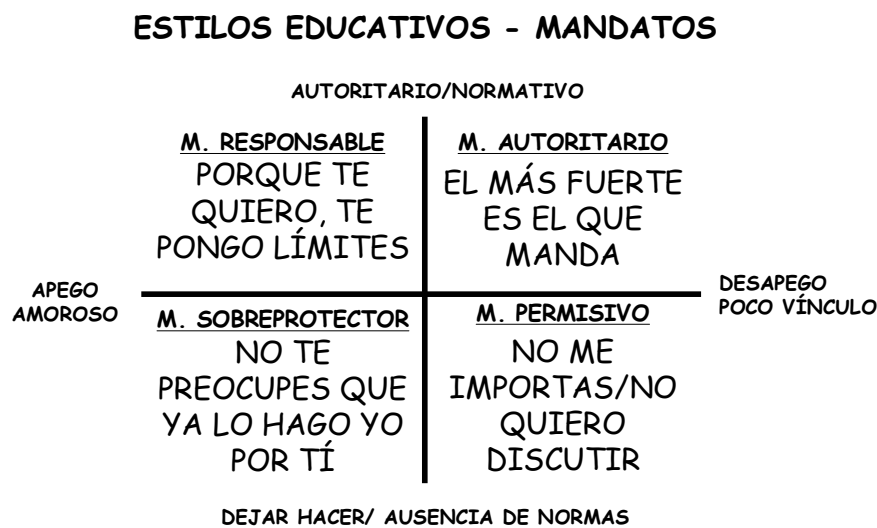 ESTILOS EDUCATIVOS - MANDATOS
AUTORITARIO/NORMATIVO
M. RESPONSABLE
PORQUE TE
QUIERO, TE
PONGO LÍMITES
M. AUTORITARIO
EL MÁS FUERTE
ES EL QUE
MANDA
APEGO
AMOROSO
DESAPEGO
POCO VÍNCULO
M. SOBREPROTECTOR
NO TE
PREOCUPES QUE
YA LO HAGO YO
POR TÍ
M. PERMISIVO
NO ME
IMPORTAS/NO
QUIERO
DISCUTIR
DEJAR HACER/ AUSENCIA DE NORMAS